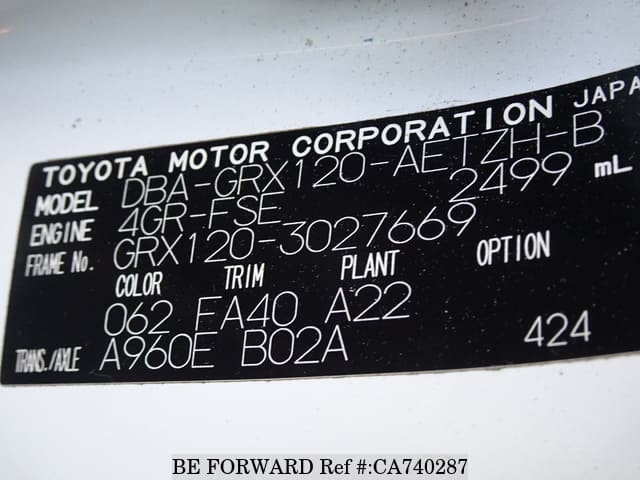 TOYOTA MOTOR CORPORATION JAPA
MODEL DBA-GRX120-AETZH-B
ENGINE 4GR-FSE 2499 mL
FRAME No. GRX120-3027669
COLOR TRIM PLANT OPTION
062 FA40 A22
TRANS./AXLE A960E B02A 424
BE FORWARD Ref #:CA740287